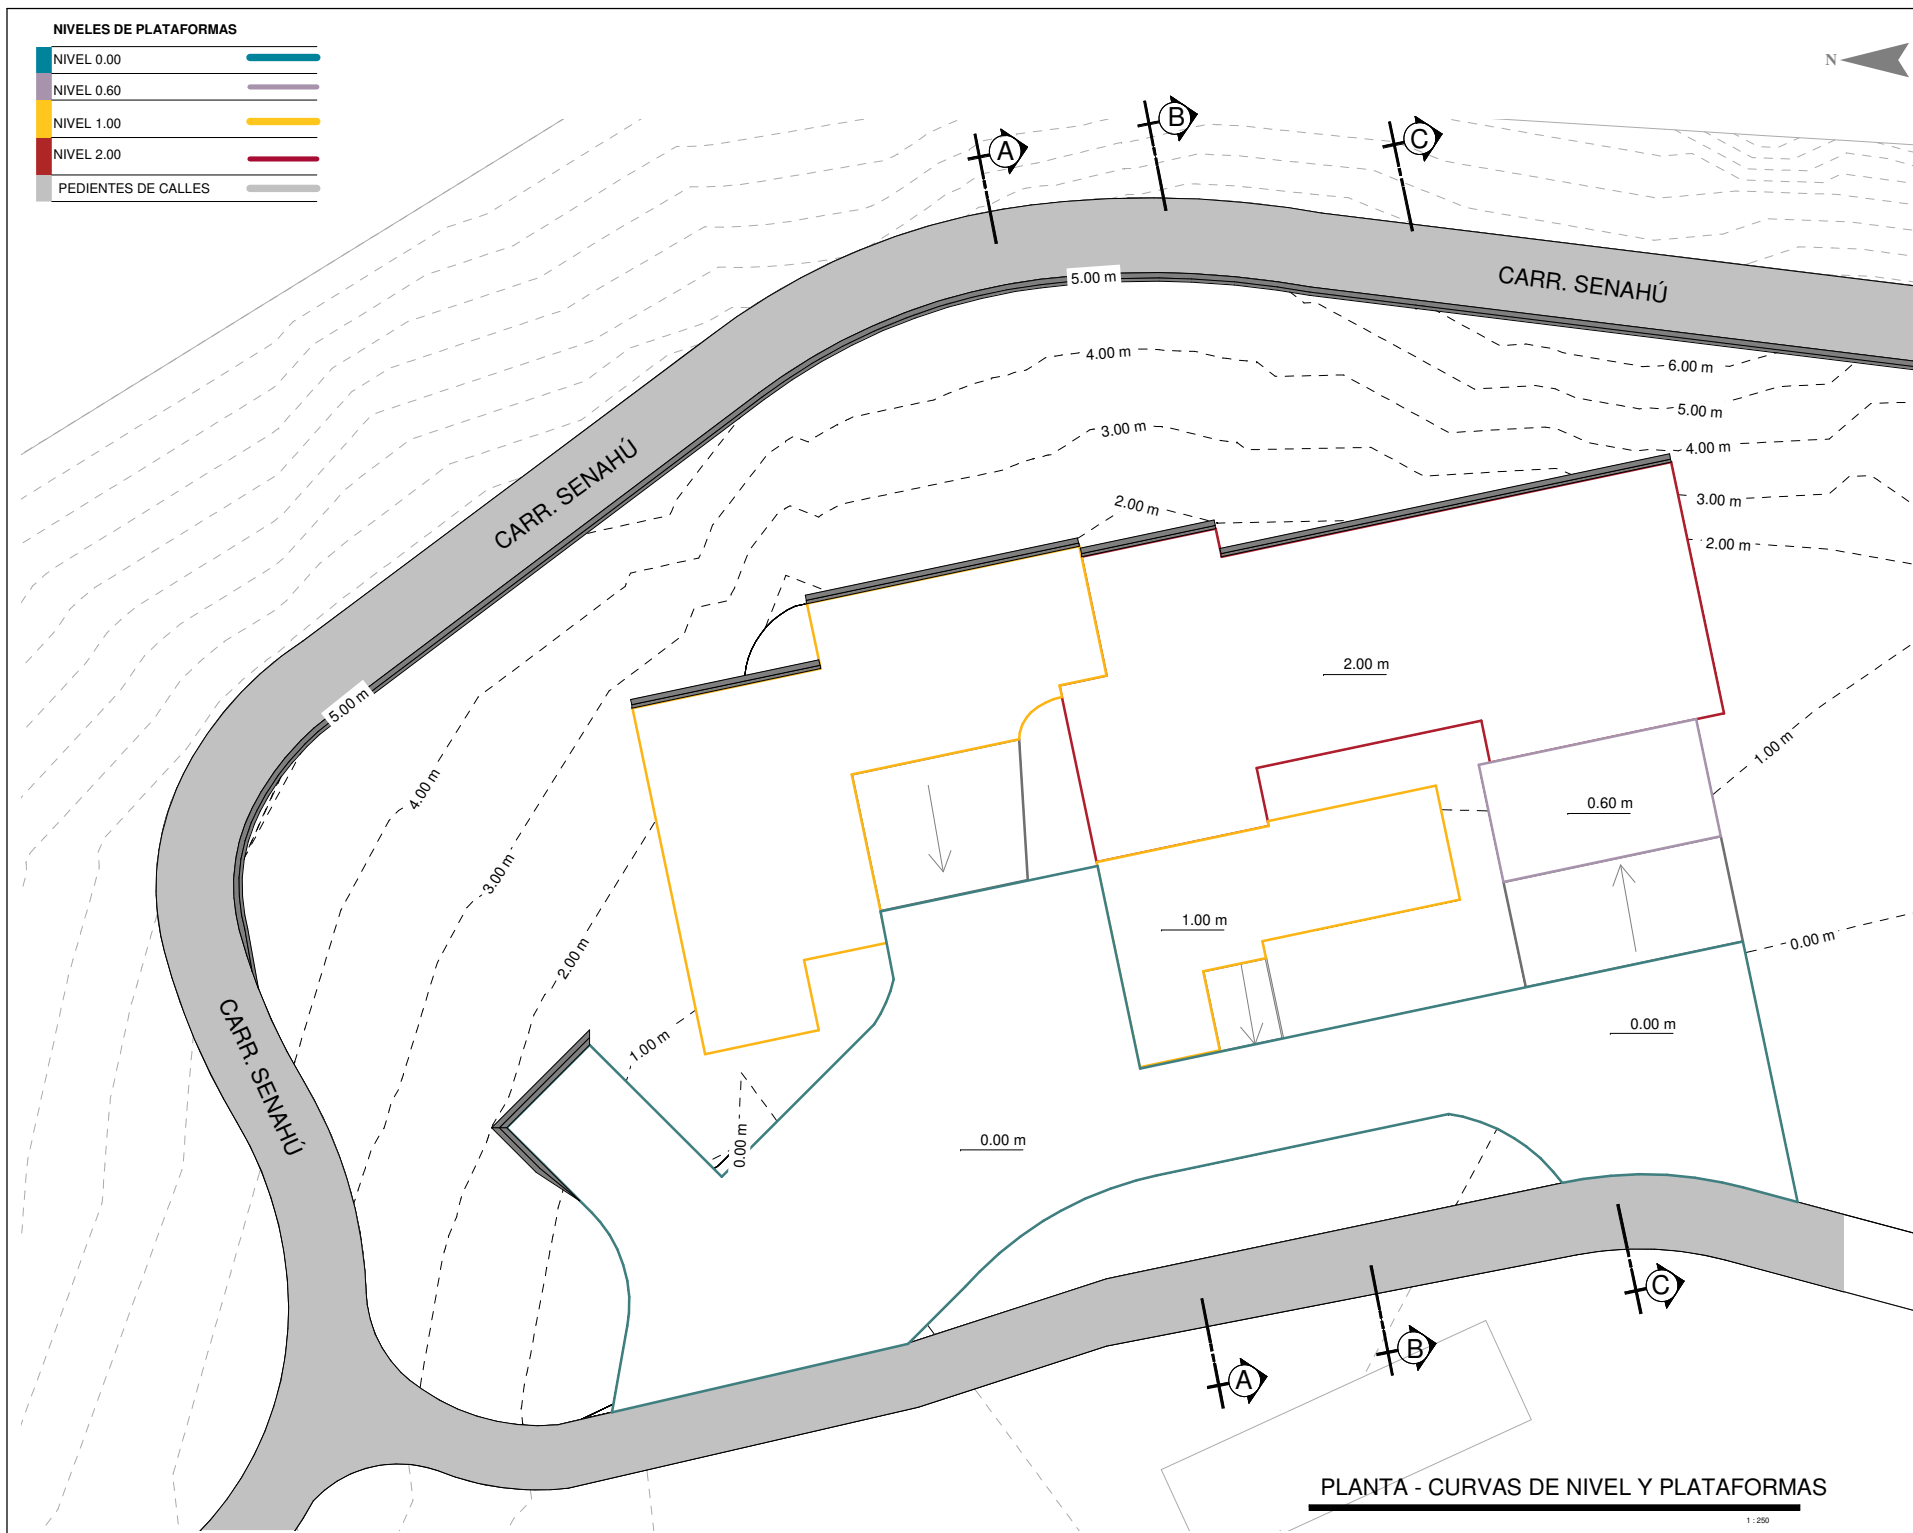 NIVELES DE PLATAFORMAS
NIVEL 0.00
NIVEL 0.60
NIVEL 1.00
NIVEL 2.00
PEDIENTES DE CALLES
N
A
B
C
5.00 m
CARR. SENAHÚ
4.00 m
6.00 m
5.00 m
3.00 m
4.00 m
CARR. SENAHÚ
2.00 m
3.00 m
2.00 m
2.00 m
5.00 m
1.00 m
4.00 m
0.60 m
3.00 m
1.00 m
2.00 m
0.00 m
CARR. SENAHÚ
1.00 m
0.00 m
0.00 m
0.00 m
A
B
C
PLANTA - CURVAS DE NIVEL Y PLATAFORMAS
1 : 250